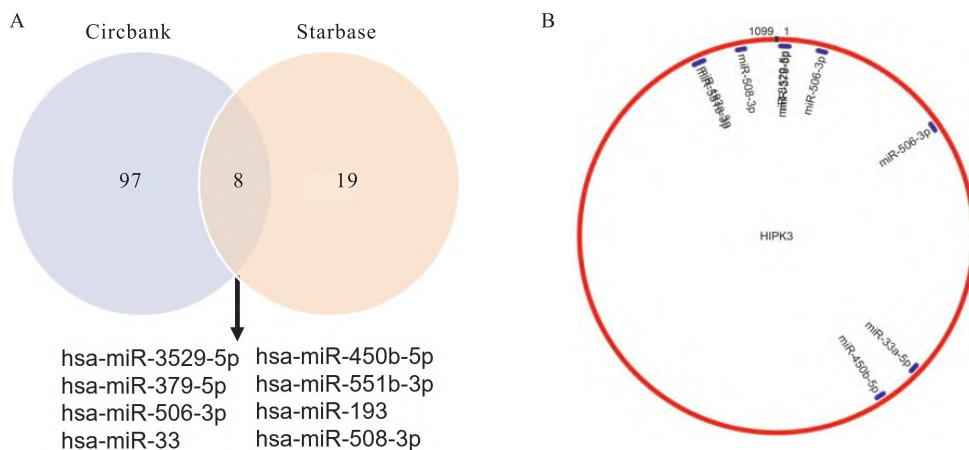 A
Circbank Starbase
97 8 19
hsa-miR-3529-5p hsa-miR-450b-5p
hsa-miR-379-5p hsa-miR-551b-3p
hsa-miR-506-3p hsa-miR-193
hsa-miR-33 hsa-miR-508-3p
B
1099 1
miR-508-3p
miR-506-3p
miR-506-3p
HIPK3
miR-33a-5p
miR-450b-5p